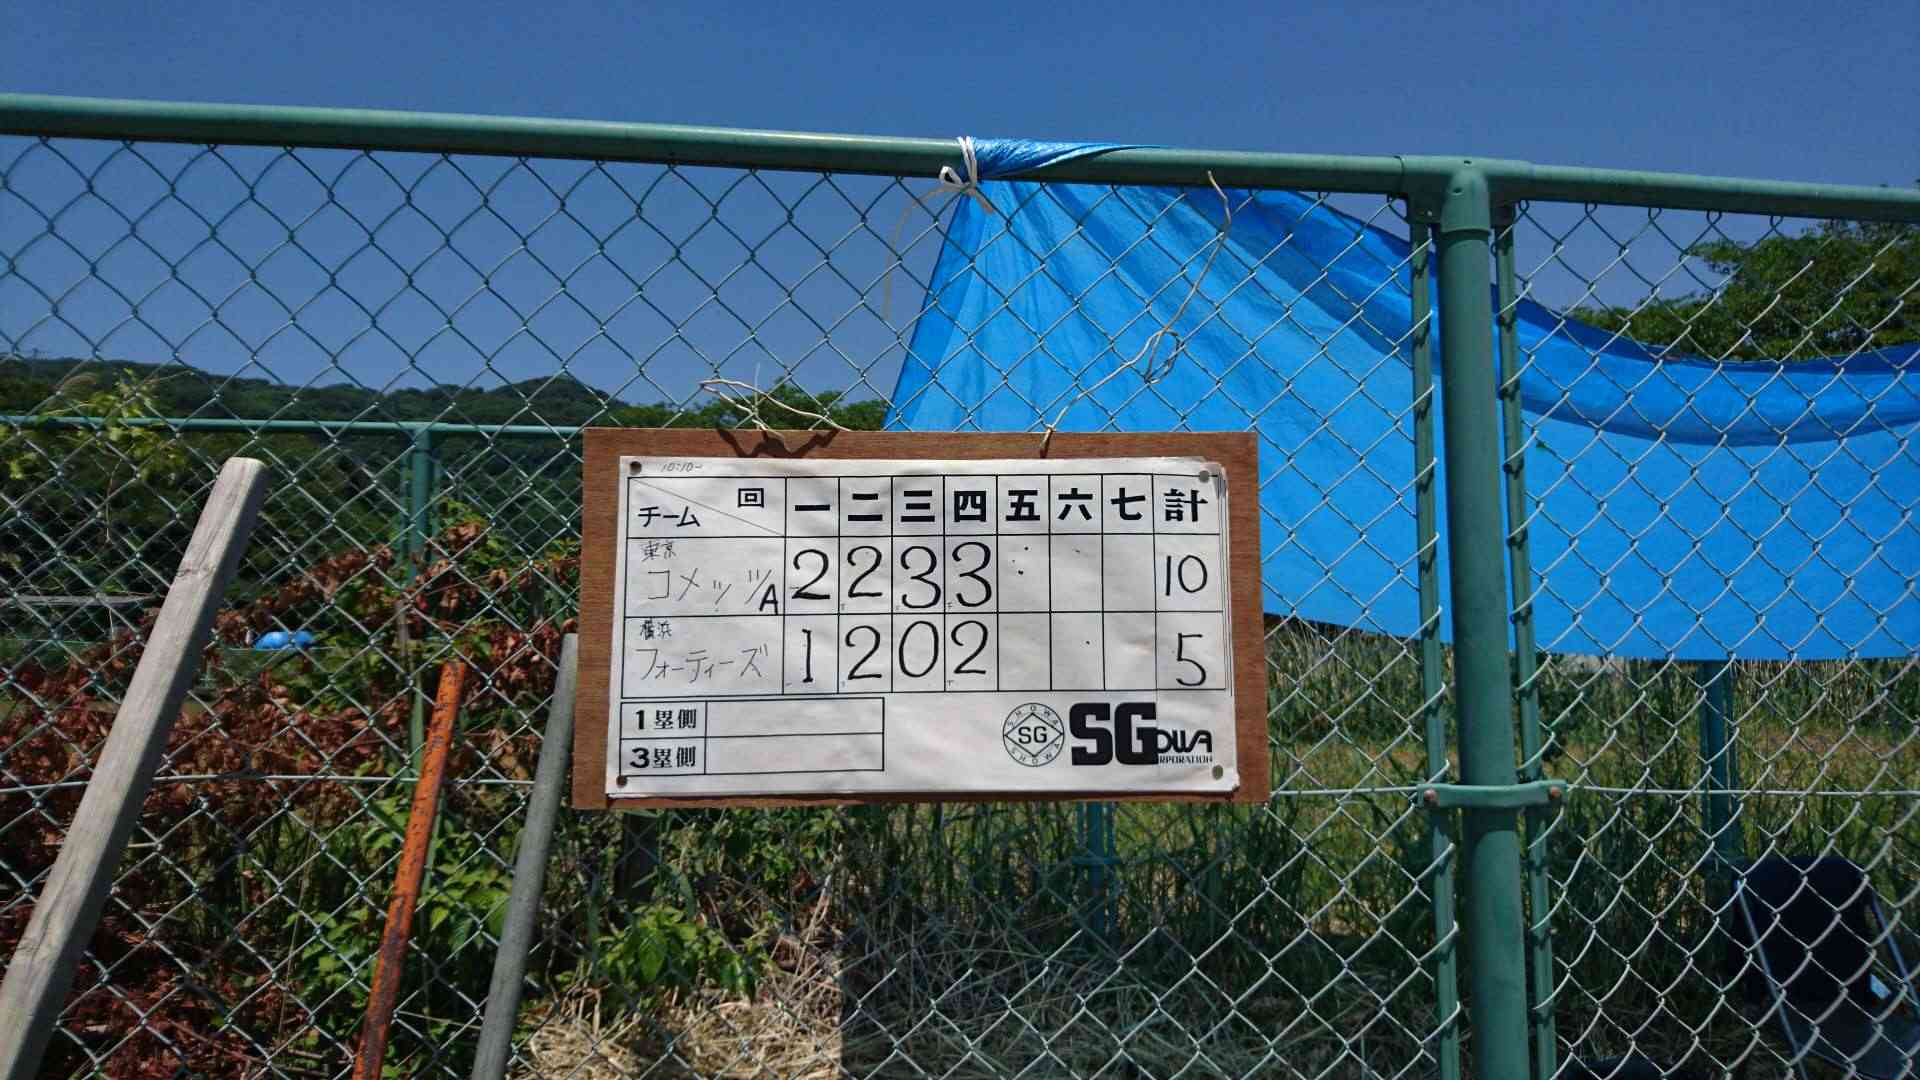 10:10~
チーム 回 一 二 三 四 五 六 七 計
東京
コメッツA 2 2 3 3 10
横浜
フォーティーズ 1 2 0 2 5
1塁側
3塁側
SHOWA SG SHOWA
SG OWA
RPORATION